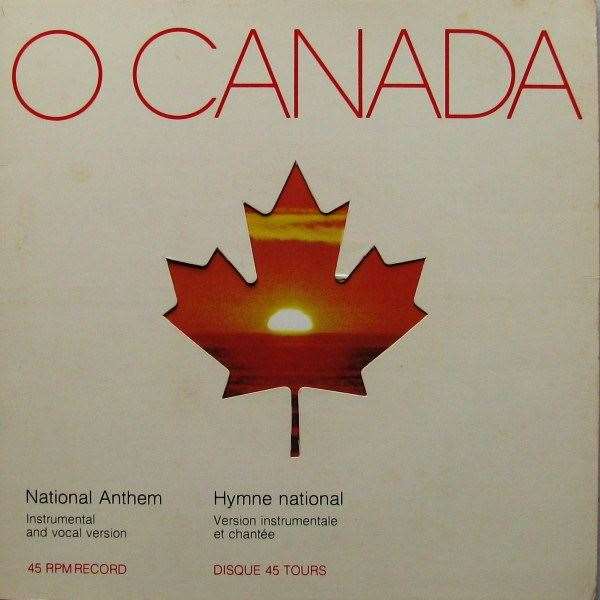 O CANADA
National Anthem
Instrumental
and vocal version
45 RPM RECORD
Hymne national
Version instrumentale
et chantée
DISQUE 45 TOURS